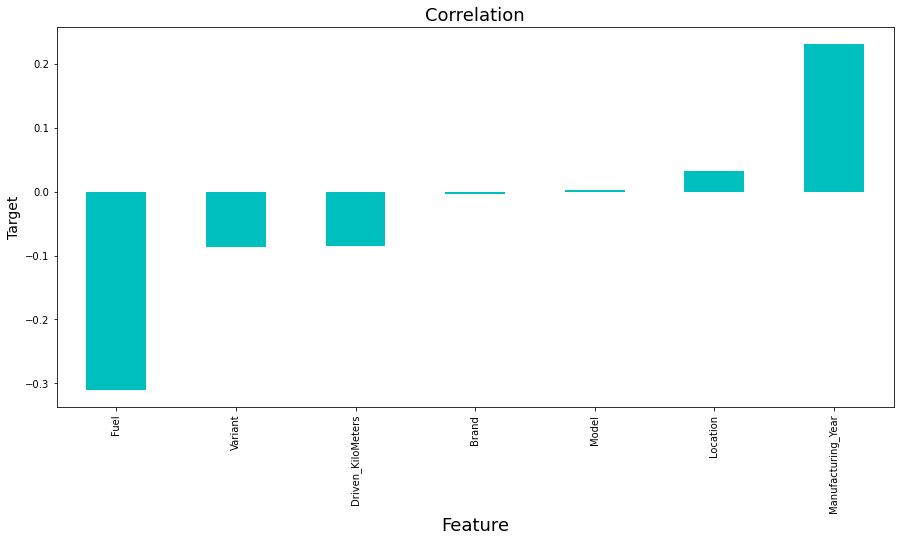 Correlation
0.2
0.1
0.0
−0.1
−0.2
−0.3
Target
Fuel
Variant
Driven_KiloMeters
Brand
Model
Location
Manufacturing_Year
Feature